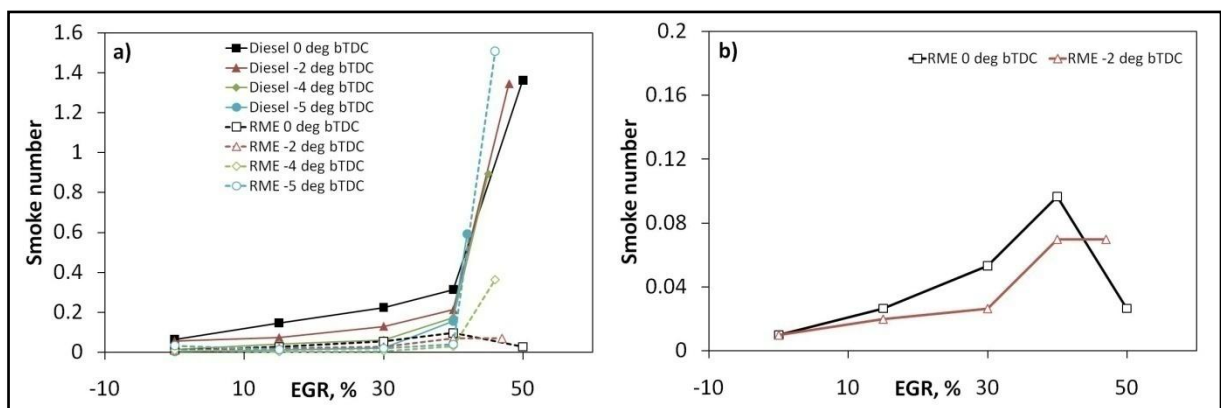 a)
Smoke number
1.6
1.4
1.2
1
0.8
0.6
0.4
0.2
0
Diesel 0 deg bTDC
Diesel -2 deg bTDC
Diesel -4 deg bTDC
Diesel -5 deg bTDC
RME 0 deg bTDC
RME -2 deg bTDC
RME -4 deg bTDC
RME -5 deg bTDC
-10 10 30 50
EGR, %
b)
Smoke number
0.2
0.16
0.12
0.08
0.04
0
RME 0 deg bTDC RME -2 deg bTDC
-10 10 30 50
EGR, %